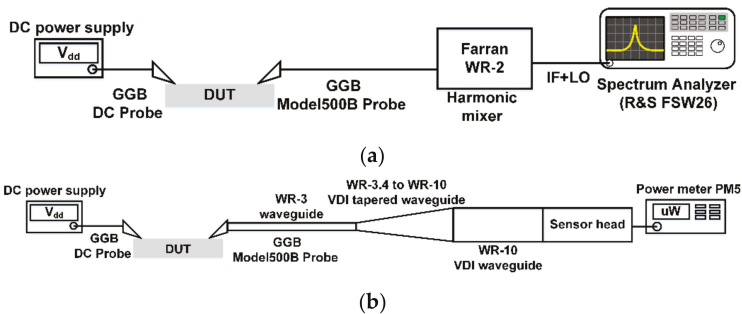 DC power supply
Vdd
GGB
DC Probe
DUT
GGB
Model500B Probe
Farran
WR-2
Harmonic
mixer
IF+LO
Spectrum Analyzer
(R&S FSW26)
(a)
DC power supply
Vdd
GGB
DC Probe
DUT
WR-3
waveguide
GGB
Model500B Probe
WR-3.4 to WR-10
VDI tapered waveguide
WR-10
VDI waveguide
Sensor head
Power meter PM5
uW
(b)